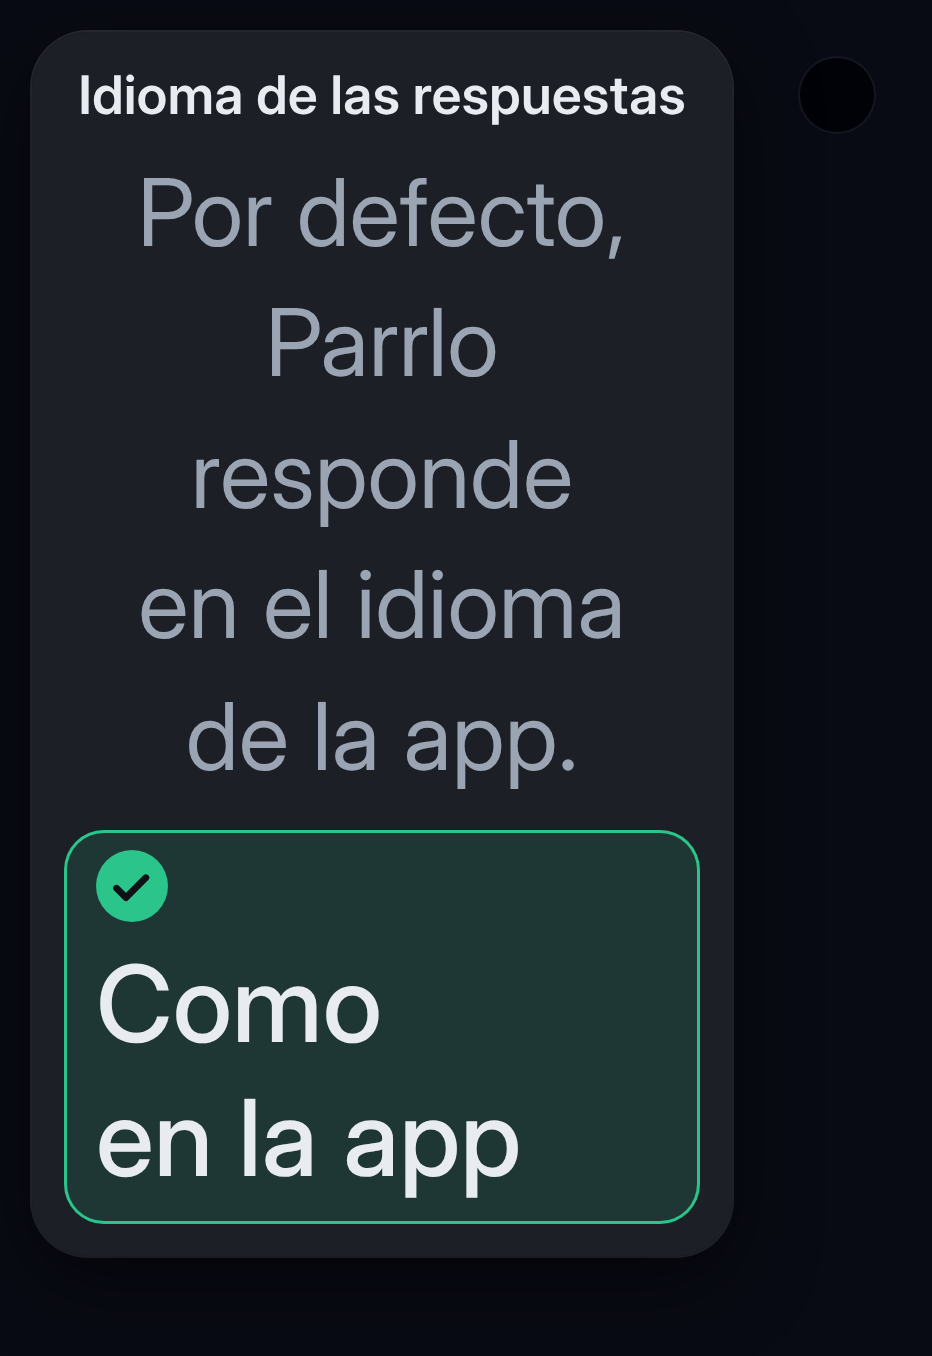 Idioma de las respuestas
Por defecto,
Parrlo
responde
en el idioma
de la app.
Como
en la app